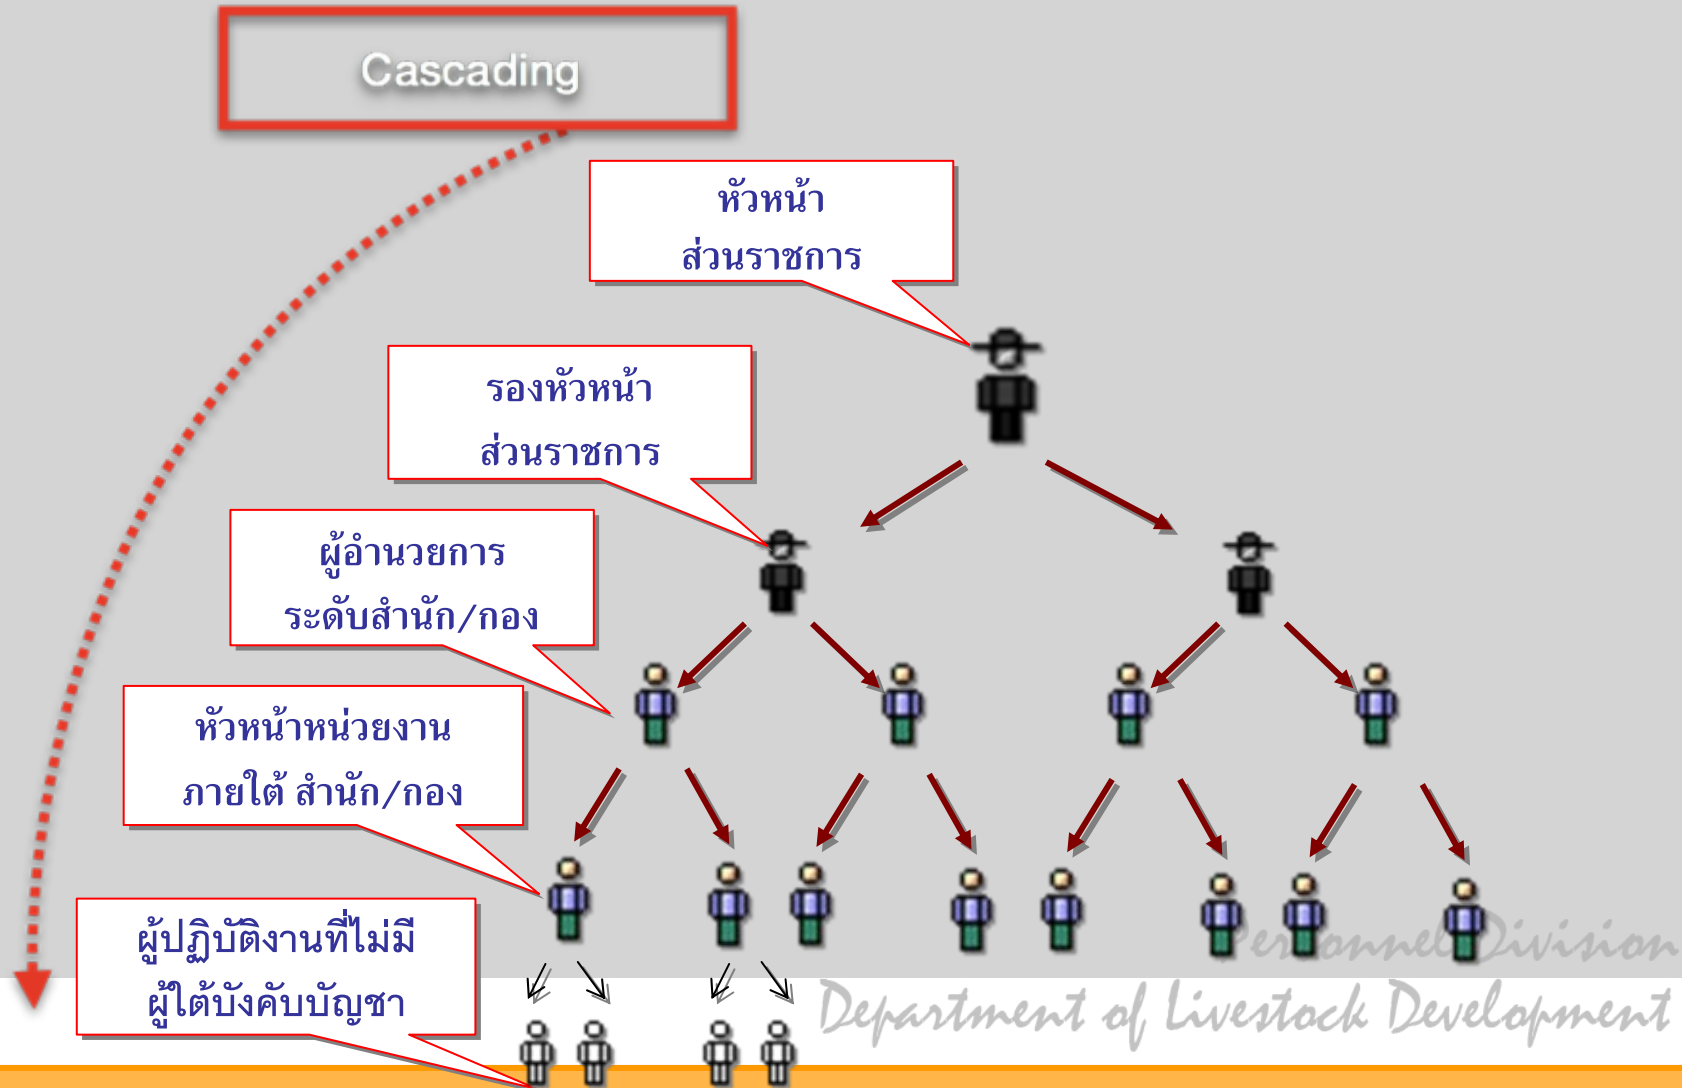 Cascading
หัวหน้า
ส่วนราชการ
รองหัวหน้า
ส่วนราชการ
ผู้อำนวยการ
ระดับสำนัก/กอง
หัวหน้าหน่วยงาน
ภายใต้ สำนัก/กอง
ผู้ปฏิบัติงานที่ไม่มี
ผู้ใต้บังคับบัญชา
Personnel Division
Department of Livestock Development